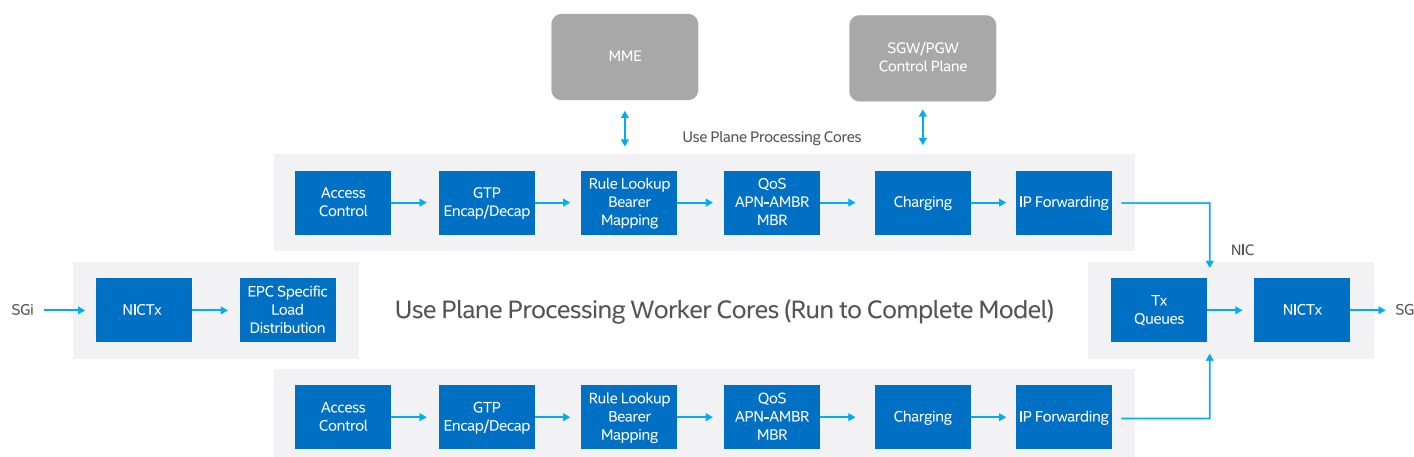 MME
SGW/PGW
Control Plane
Use Plane Processing Cores
Access
Control
GTP
Encap/Decap
Rule Lookup
Bearer
Mapping
QoS
APN-AMBR
MBR
Charging
IP Forwarding
NIC
SGi
NICTx
EPC Specific
Load
Distribution
Use Plane Processing Worker Cores (Run to Complete Model)
Tx
Queues
NICTx
SG
Access
Control
GTP
Encap/Decap
Rule Lookup
Bearer
Mapping
QoS
APN-AMBR
MBR
Charging
IP Forwarding